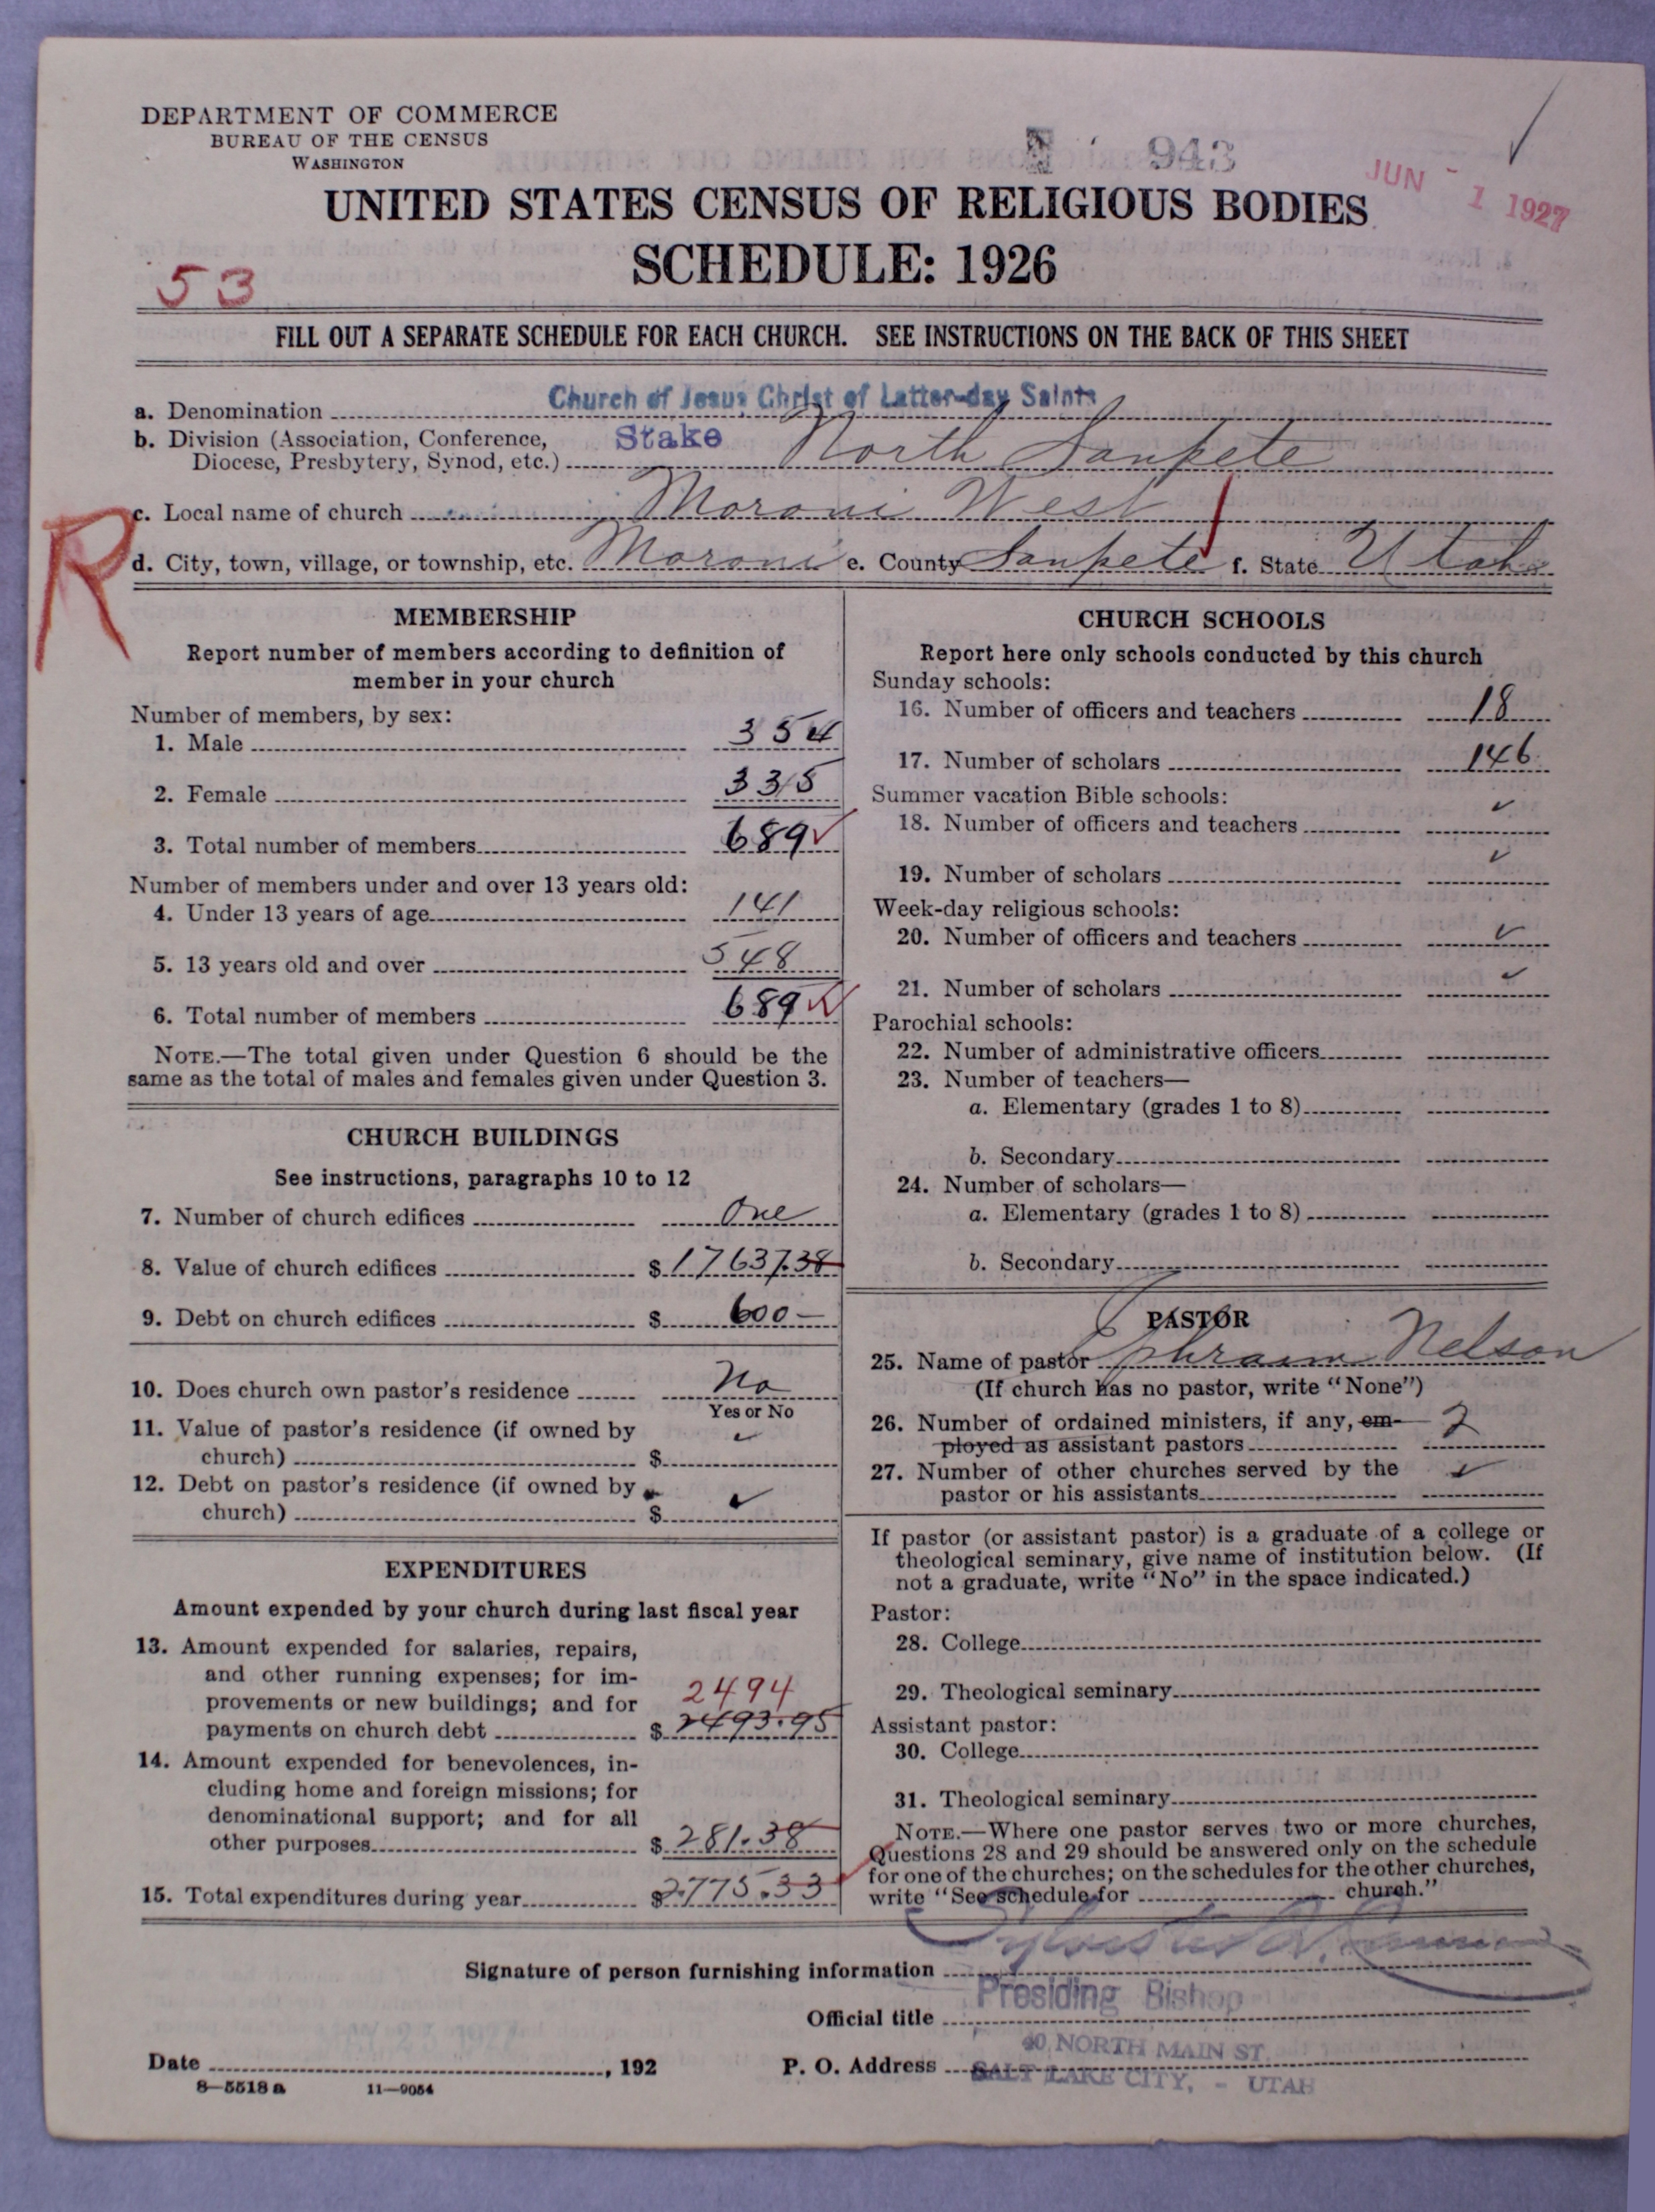 DEPARTMENT OF COMMERCE
BUREAU OF THE CENSUS
WASHINGTON
943
JUN - 1 1927
UNITED STATES CENSUS OF RELIGIOUS BODIES
SCHEDULE: 1926
53
FILL OUT A SEPARATE SCHEDULE FOR EACH CHURCH. SEE INSTRUCTIONS ON THE BACK OF THIS SHEET
a. Denomination Church of Jesus Christ of Latter-day Saints
b. Division (Association, Conference, Stake North Sanpete
Diocese, Presbytery, Synod, etc.)
c. Local name of church Moroni West
R
d. City, town, village, or township, etc. Moroni e. County Sanpete f. State Utah
MEMBERSHIP
Report number of members according to definition of
member in your church
Number of members, by sex:
1. Male 354
2. Female 335
3. Total number of members 689 ✓
Number of members under and over 13 years old:
4. Under 13 years of age 141
5. 13 years old and over 548
6. Total number of members 689 ✓
NOTE.—The total given under Question 6 should be the
same as the total of males and females given under Question 3.
CHURCH BUILDINGS
See instructions, paragraphs 10 to 12
7. Number of church edifices One
8. Value of church edifices $ 17637.38
9. Debt on church edifices $ 600 —
10. Does church own pastor's residence No
Yes or No
11. Value of pastor's residence (if owned by ✓
church) $
12. Debt on pastor's residence (if owned by ✓
church) $
EXPENDITURES
Amount expended by your church during last fiscal year
13. Amount expended for salaries, repairs,
and other running expenses; for im-
provements or new buildings; and for 2494
payments on church debt $ 2493.95
14. Amount expended for benevolences, in-
cluding home and foreign missions; for
denominational support; and for all
other purposes $ 281.38
15. Total expenditures during year $ 2775.33
CHURCH SCHOOLS
Report here only schools conducted by this church
Sunday schools:
16. Number of officers and teachers 18
17. Number of scholars 146
Summer vacation Bible schools:
18. Number of officers and teachers ✓
19. Number of scholars ✓
Week-day religious schools:
20. Number of officers and teachers ✓
21. Number of scholars ✓
Parochial schools:
22. Number of administrative officers
23. Number of teachers—
a. Elementary (grades 1 to 8)
b. Secondary
24. Number of scholars—
a. Elementary (grades 1 to 8)
b. Secondary
PASTOR
25. Name of pastor Ephraim Nelson
(If church has no pastor, write "None")
26. Number of ordained ministers, if any, em- 2
ployed as assistant pastors
27. Number of other churches served by the ✓
pastor or his assistants
If pastor (or assistant pastor) is a graduate of a college or
theological seminary, give name of institution below. (If
not a graduate, write "No" in the space indicated.)
Pastor:
28. College
29. Theological seminary
Assistant pastor:
30. College
31. Theological seminary
NOTE.—Where one pastor serves two or more churches,
Questions 28 and 29 should be answered only on the schedule
for one of the churches; on the schedules for the other churches,
write "See schedule for church."
Signature of person furnishing information
Official title Presiding Bishop
Date , 192
P. O. Address 40 NORTH MAIN ST.
SALT LAKE CITY, - UTAH
8—5518 a 11—9054